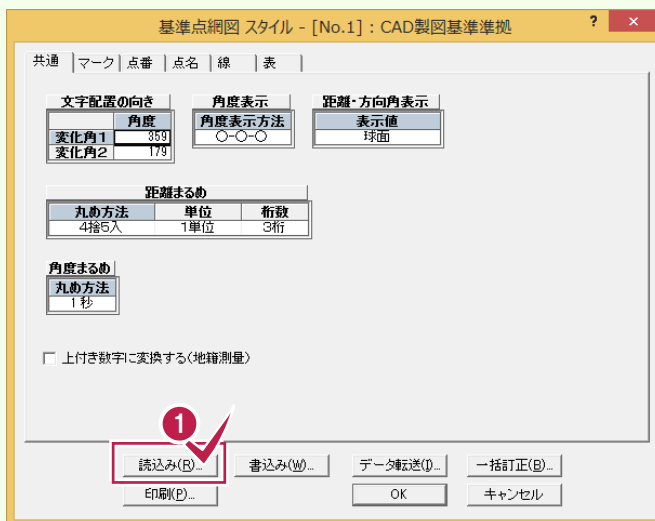 基準点網図 スタイル - [No.1] : CAD製図基準準拠 ? ×
共通 マーク 点番 点名 線 表
文字配置の向き
角度
変化角1 359
変化角2 179
角度表示
角度表示方法
○-○-○
距離・方向角表示
表示値
球面
距離まるめ
丸め方法 単位 桁数
4捨5入 1単位 3桁
角度まるめ
丸め方法
1秒
上付き数字に変換する(地籍測量)
1
読込み(R)... 書込み(W)... データ転送(I)... 一括訂正(B)...
印刷(P)... OK キャンセル